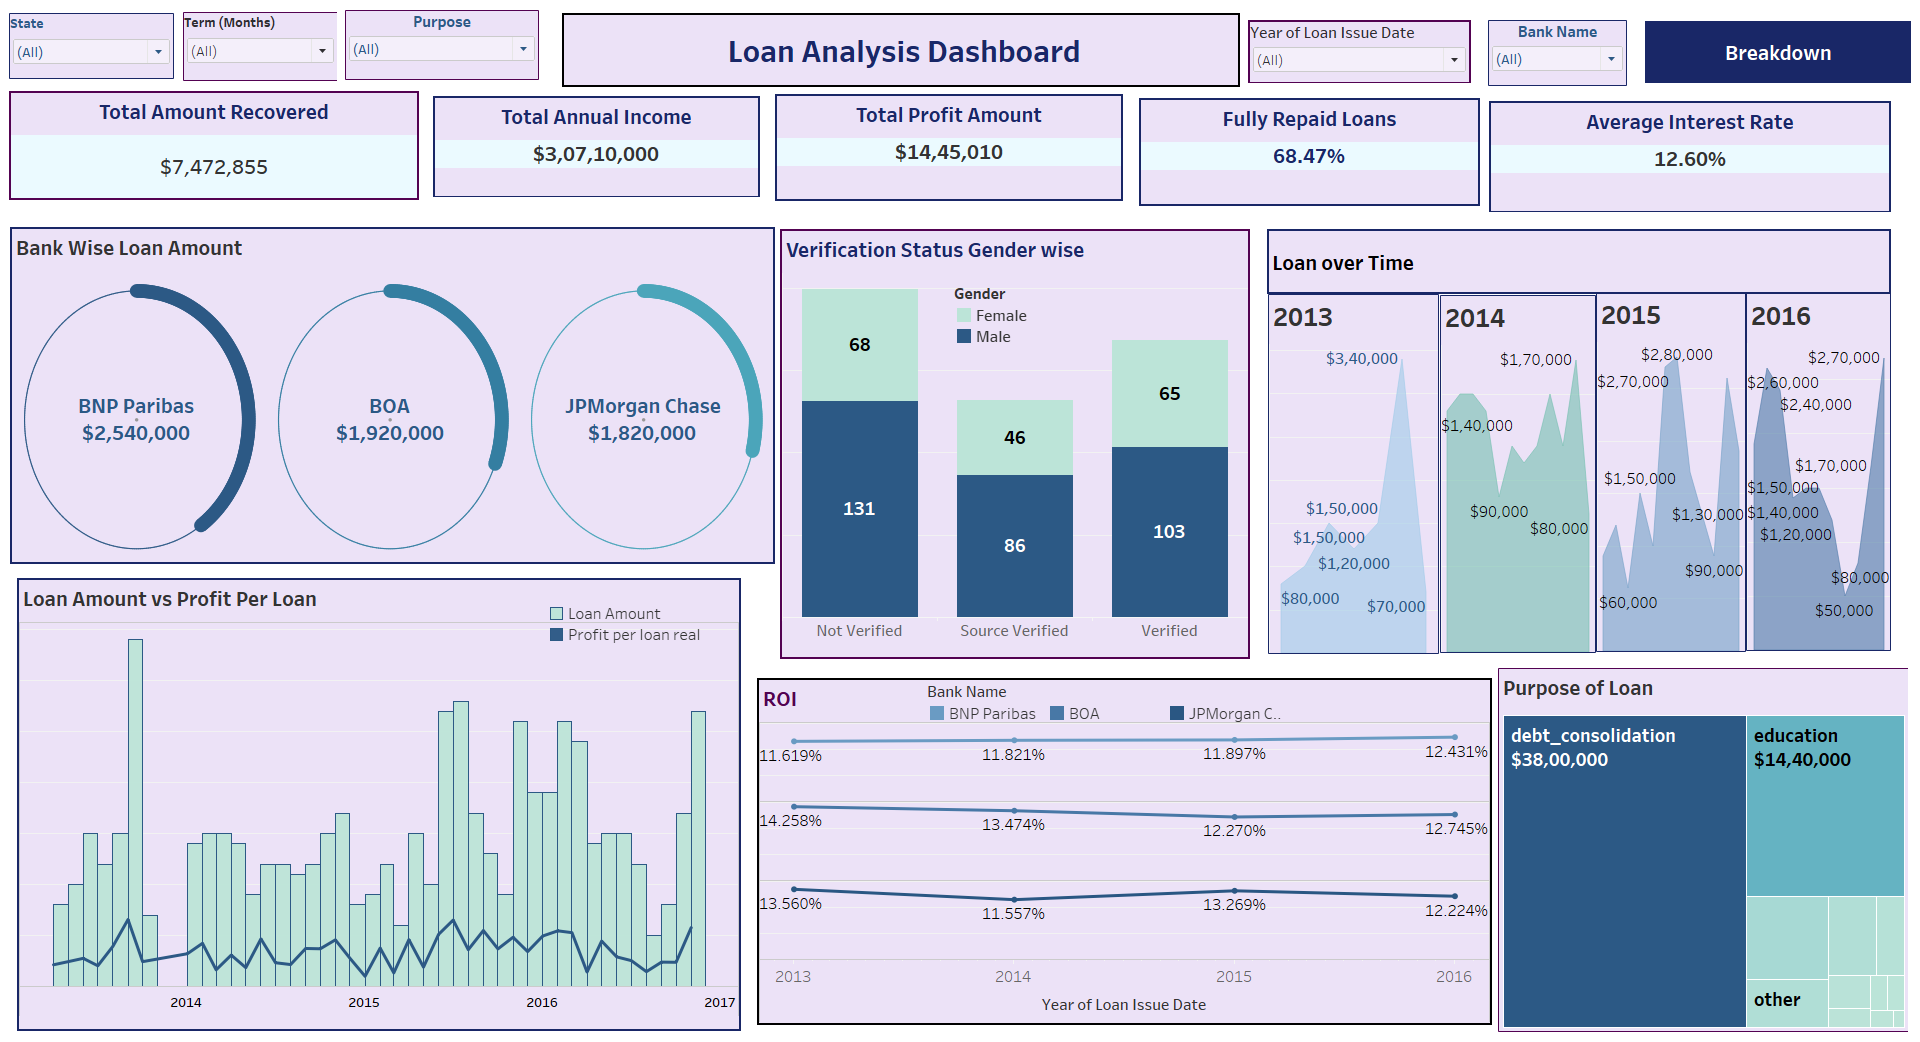 State
(All)
Term (Months)
(All)
Purpose
(All)
Loan Analysis Dashboard
Year of Loan Issue Date
(All)
Bank Name
(All)
Breakdown
Total Amount Recovered
$7,472,855
Total Annual Income
$3,07,10,000
Total Profit Amount
$14,45,010
Fully Repaid Loans
68.47%
Average Interest Rate
12.60%
Bank Wise Loan Amount
BNP Paribas
$2,540,000
BOA
$1,920,000
JPMorgan Chase
$1,820,000
Verification Status Gender wise
Gender
Female
Male
68
131
46
86
65
103
Not Verified
Source Verified
Verified
Loan over Time
2013
$3,40,000
$1,50,000
$1,50,000
$1,20,000
$80,000
$70,000
2014
$1,70,000
$1,40,000
$90,000
$80,000
2015
$2,80,000
$2,70,000
$1,50,000
$1,30,000
$90,000
$60,000
2016
$2,70,000
$2,60,000
$2,40,000
$1,70,000
$1,50,000
$1,40,000
$1,20,000
$80,000
$50,000
Loan Amount vs Profit Per Loan
Loan Amount
Profit per loan real
2014
2015
2016
2017
ROI
Bank Name
BNP Paribas
BOA
JPMorgan C..
11.619%
11.821%
11.897%
12.431%
14.258%
13.474%
12.270%
12.745%
13.560%
11.557%
13.269%
12.224%
2013
2014
2015
2016
Year of Loan Issue Date
Purpose of Loan
debt_consolidation
$38,00,000
education
$14,40,000
other